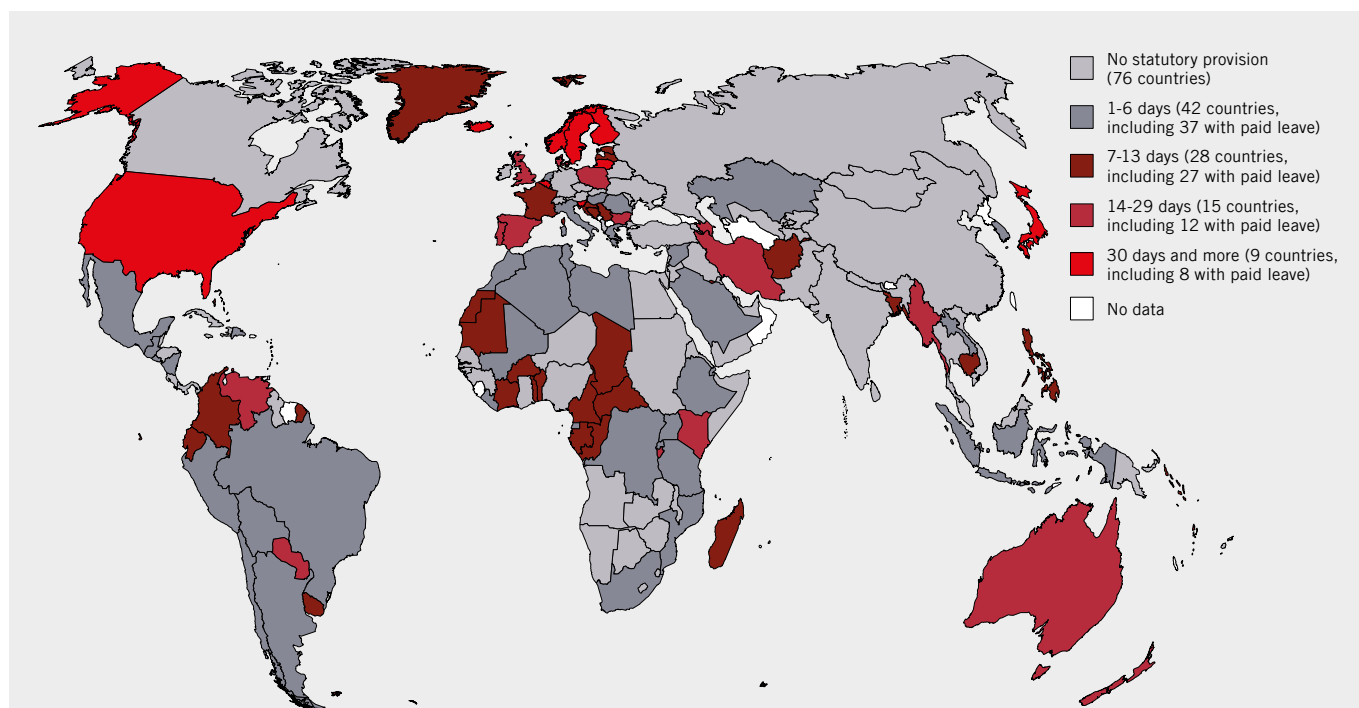 No statutory provision
(76 countries)
1-6 days (42 countries,
including 37 with paid leave)
7-13 days (28 countries,
including 27 with paid leave)
14-29 days (15 countries,
including 12 with paid leave)
30 days and more (9 countries,
including 8 with paid leave)
No data